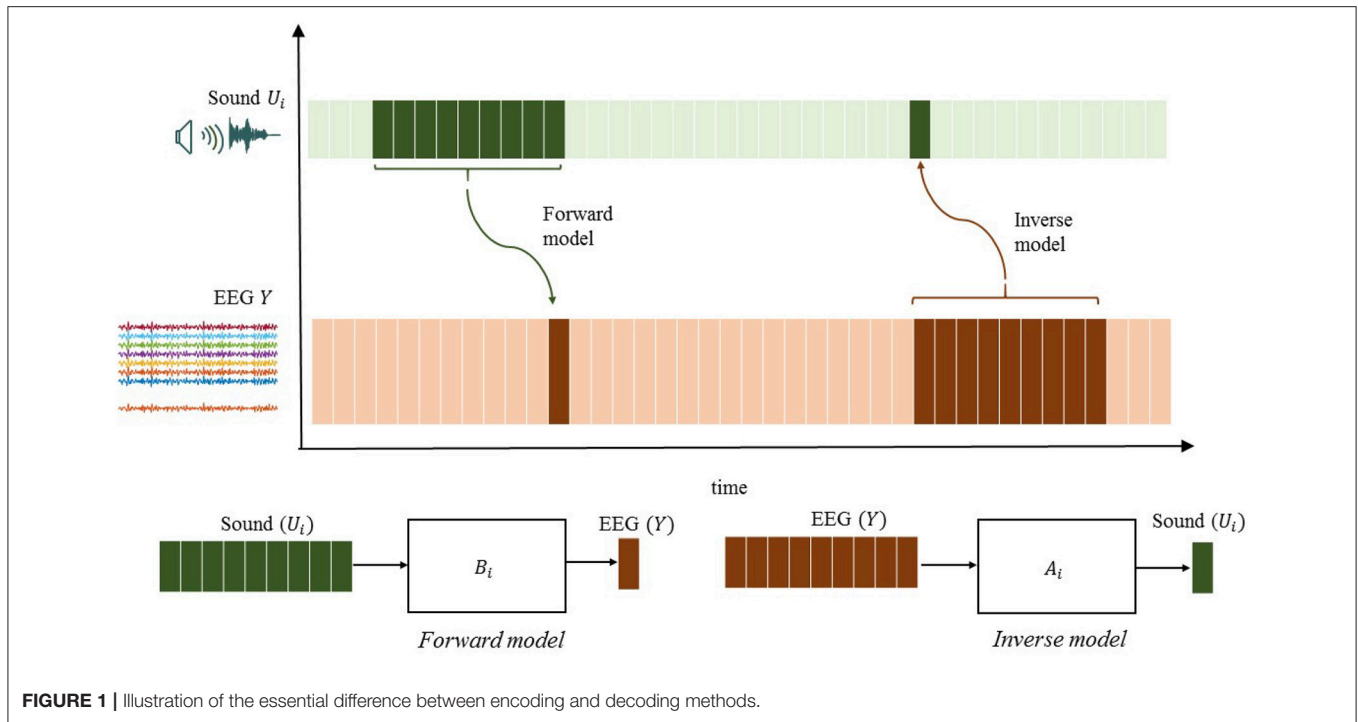 Sound U_i
Forward
model
Inverse
model
EEG Y
time
Sound (U_i)
EEG (Y)
EEG (Y)
Sound (U_i)
B_i
A_i
Forward model
Inverse model
FIGURE 1 | Illustration of the essential difference between encoding and decoding methods.